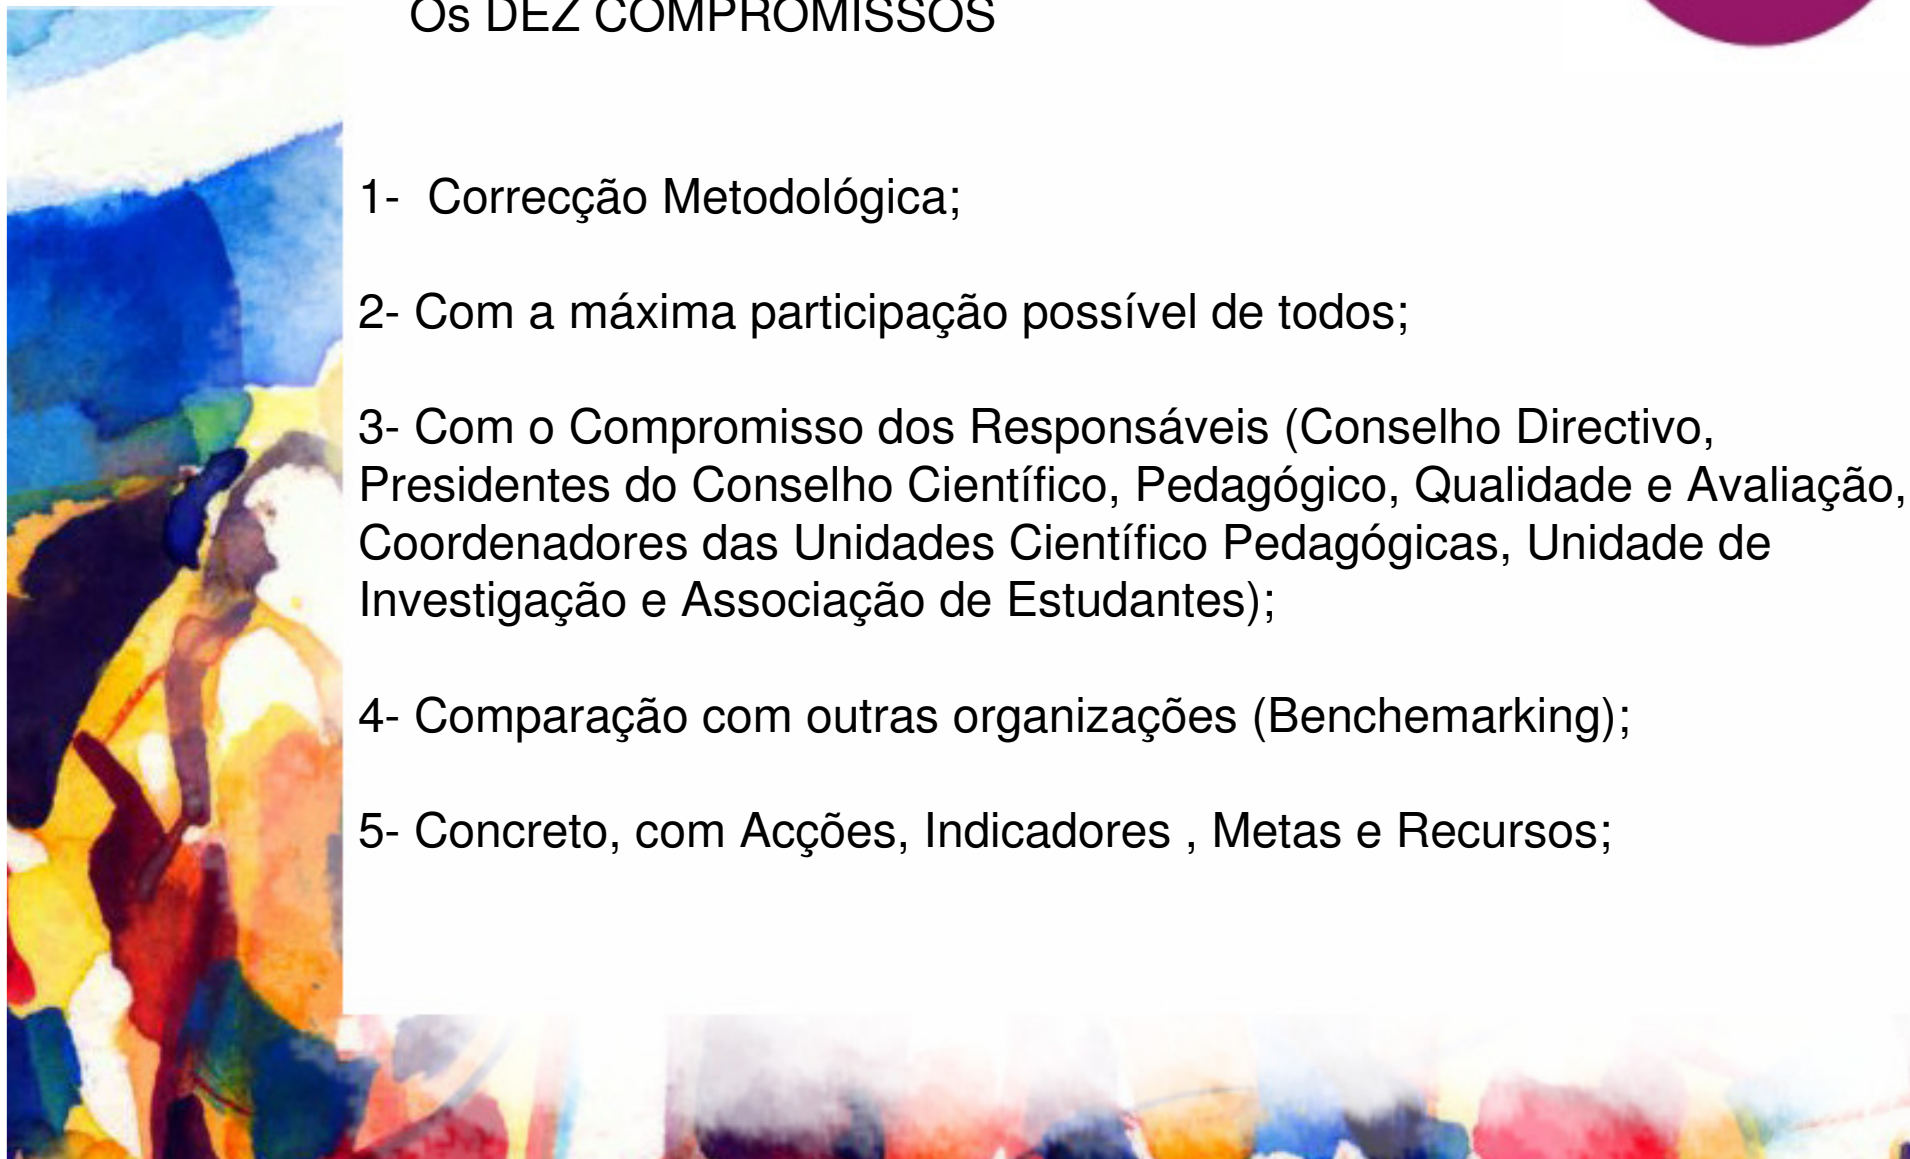 Os DEZ COMPROMISSOS
1- Correcção Metodológica;
2- Com a máxima participação possível de todos;
3- Com o Compromisso dos Responsáveis (Conselho Directivo,
Presidentes do Conselho Científico, Pedagógico, Qualidade e Avaliação,
Coordenadores das Unidades Científico Pedagógicas, Unidade de
Investigação e Associação de Estudantes);
4- Comparação com outras organizações (Benchemarking);
5- Concreto, com Acções, Indicadores , Metas e Recursos;